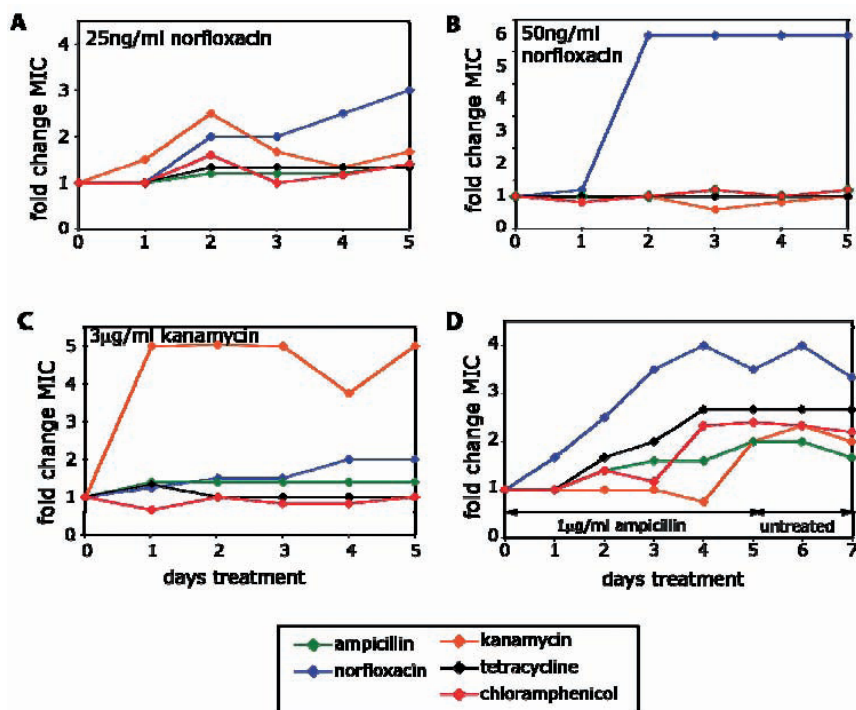 A
25ng/ml norfloxacin
fold change MIC
4
3
2
1
0
0 1 2 3 4 5
B
50ng/ml
norfloxacin
fold change MIC
6
5
4
3
2
1
0
0 1 2 3 4 5
C
3µg/ml kanamycin
fold change MIC
5
4
3
2
1
0
0 1 2 3 4 5
days treatment
D
fold change MIC
4
3
2
1
0
1µg/ml ampicillin untreated
0 1 2 3 4 5 6 7
days treatment
ampicillin kanamycin
norfloxacin tetracycline
chloramphenicol